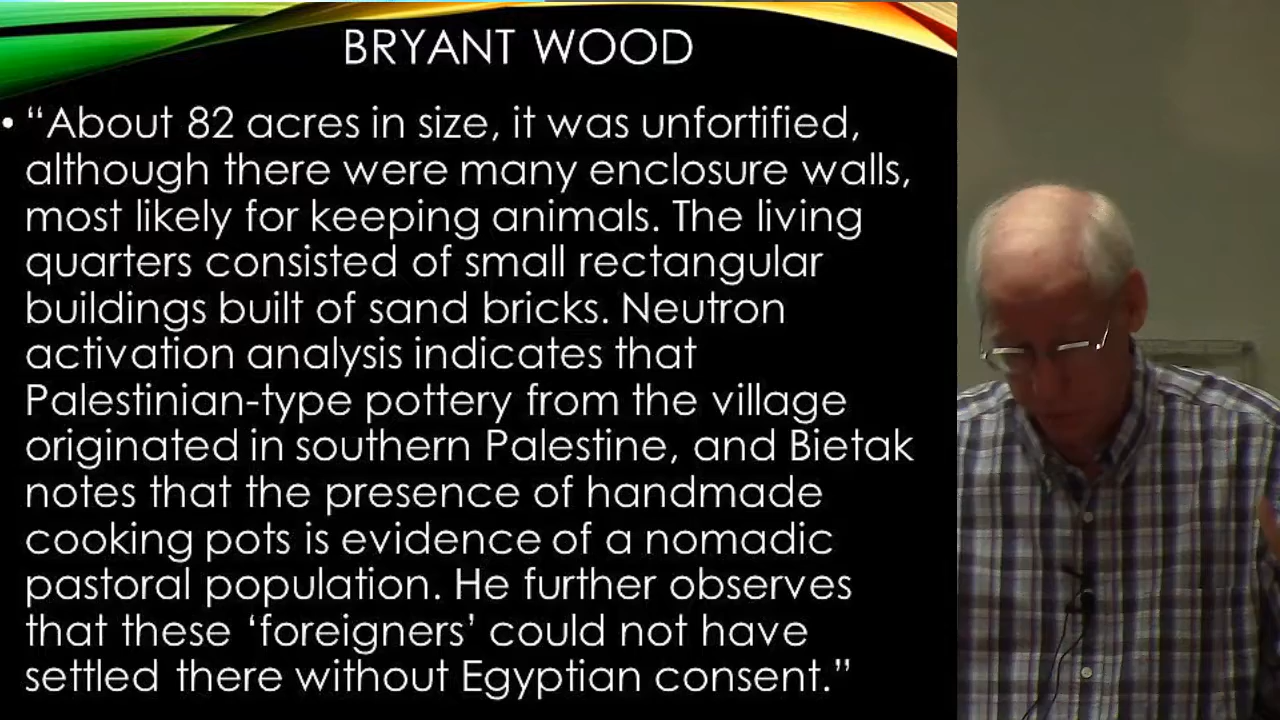 BRYANT WOOD
• “About 82 acres in size, it was unfortified,
although there were many enclosure walls,
most likely for keeping animals. The living
quarters consisted of small rectangular
buildings built of sand bricks. Neutron
activation analysis indicates that
Palestinian-type pottery from the village
originated in southern Palestine, and Bietak
notes that the presence of handmade
cooking pots is evidence of a nomadic
pastoral population. He further observes
that these ‘foreigners’ could not have
settled there without Egyptian consent.”